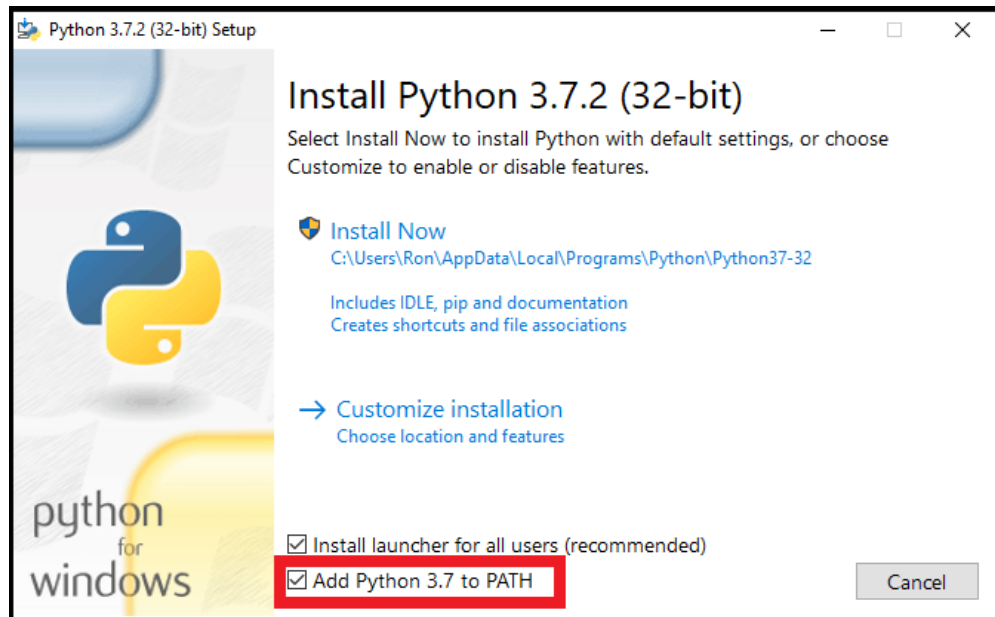 Python 3.7.2 (32-bit) Setup
Install Python 3.7.2 (32-bit)
Select Install Now to install Python with default settings, or choose
Customize to enable or disable features.
Install Now
C:\Users\Ron\AppData\Local\Programs\Python\Python37-32
Includes IDLE, pip and documentation
Creates shortcuts and file associations
Customize installation
Choose location and features
python
for
windows
Install launcher for all users (recommended)
Add Python 3.7 to PATH
Cancel